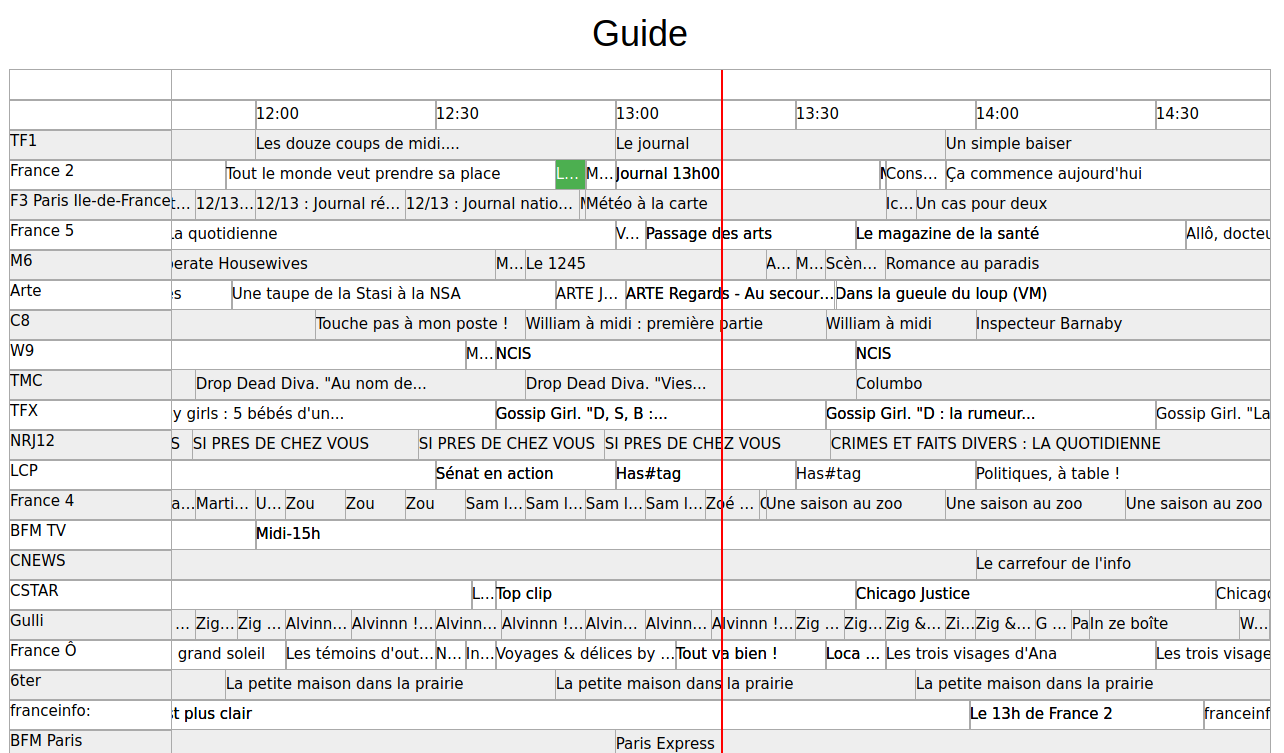 Guide
12:00 12:30 13:00 13:30 14:00 14:30
TF1 Les douze coups de midi.... Le journal Un simple baiser
France 2 Tout le monde veut prendre sa place L... M... Journal 13h00 Cons... Ça commence aujourd'hui
F3 Paris Ile-de-France t... 12/13... 12/13 : Journal ré... 12/13 : Journal natio... Météo à la carte Ic... Un cas pour deux
France 5 La quotidienne V... Passage des arts Le magazine de la santé Allô, docteu
M6 perate Housewives M... Le 1245 A... M... Scèn... Romance au paradis
Arte es Une taupe de la Stasi à la NSA ARTE J... ARTE Regards - Au secour... Dans la gueule du loup (VM)
C8 Touche pas à mon poste ! William à midi : première partie William à midi Inspecteur Barnaby
W9 M... NCIS NCIS
TMC Drop Dead Diva. "Au nom de... Drop Dead Diva. "Vies... Columbo
TFX y girls : 5 bébés d'un... Gossip Girl. "D, S, B :... Gossip Girl. "D : la rumeur... Gossip Girl. "La
NRJ12 S SI PRES DE CHEZ VOUS SI PRES DE CHEZ VOUS SI PRES DE CHEZ VOUS CRIMES ET FAITS DIVERS : LA QUOTIDIENNE
LCP Sénat en action Has#tag Has#tag Politiques, à table !
France 4 a... Marti... U... Zou Zou Zou Sam l... Sam l... Sam l... Sam l... Zoé ... Une saison au zoo Une saison au zoo Une saison au zoo
BFM TV Midi-15h
CNEWS Le carrefour de l'info
CSTAR L... Top clip Chicago Justice Chicago
Gulli ... Zig... Zig ... Alvinn... Alvinnn !... Alvinn... Alvinnn !... Alvin... Alvinn... Alvinnn !... Zig ... Zig... Zig &... Zi... Zig &... G ... Pa In ze boîte W...
France Ô grand soleil Les témoins d'out... N... In... Voyages & délices by ... Tout va bien ! Loca ... Les trois visages d'Ana Les trois visage
6ter La petite maison dans la prairie La petite maison dans la prairie La petite maison dans la prairie
franceinfo: st plus clair Le 13h de France 2 franceinf
BFM Paris Paris Express